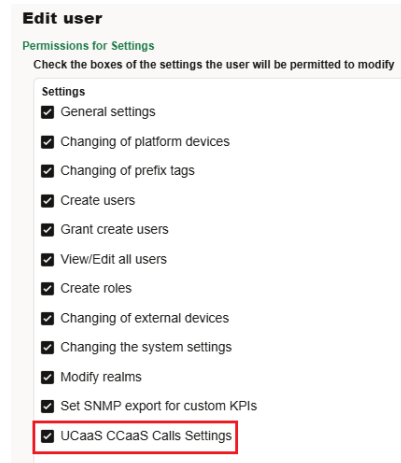 Edit user
Permissions for Settings
Check the boxes of the settings the user will be permitted to modify
Settings
General settings
Changing of platform devices
Changing of prefix tags
Create users
Grant create users
View/Edit all users
Create roles
Changing of external devices
Changing the system settings
Modify realms
Set SNMP export for custom KPIs
UCaaS CCaaS Calls Settings